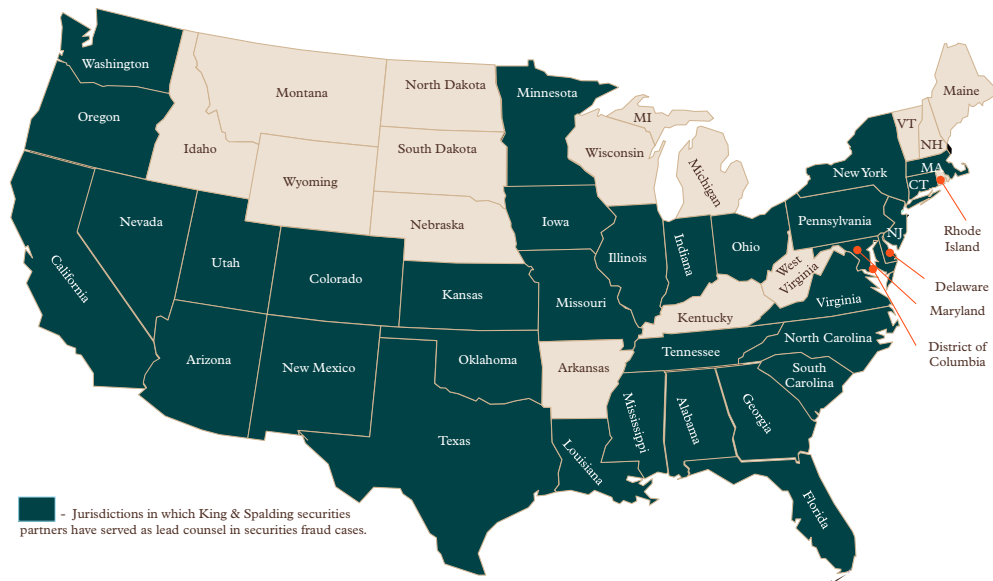 Washington
Oregon
California
Nevada
Idaho
Montana
Wyoming
Utah
Arizona
Colorado
New Mexico
North Dakota
South Dakota
Nebraska
Kansas
Oklahoma
Texas
Minnesota
Iowa
Missouri
Arkansas
Louisiana
Wisconsin
MI
Michigan
Illinois
Indiana
Ohio
Kentucky
Tennessee
Mississippi
Alabama
Georgia
Florida
South
Carolina
North Carolina
Virginia
West
Virginia
Pennsylvania
New York
NJ
CT
MA
VT
NH
Maine
Rhode
Island
Delaware
Maryland
District of
Columbia
- Jurisdictions in which King & Spalding securities
partners have served as lead counsel in securities fraud cases.